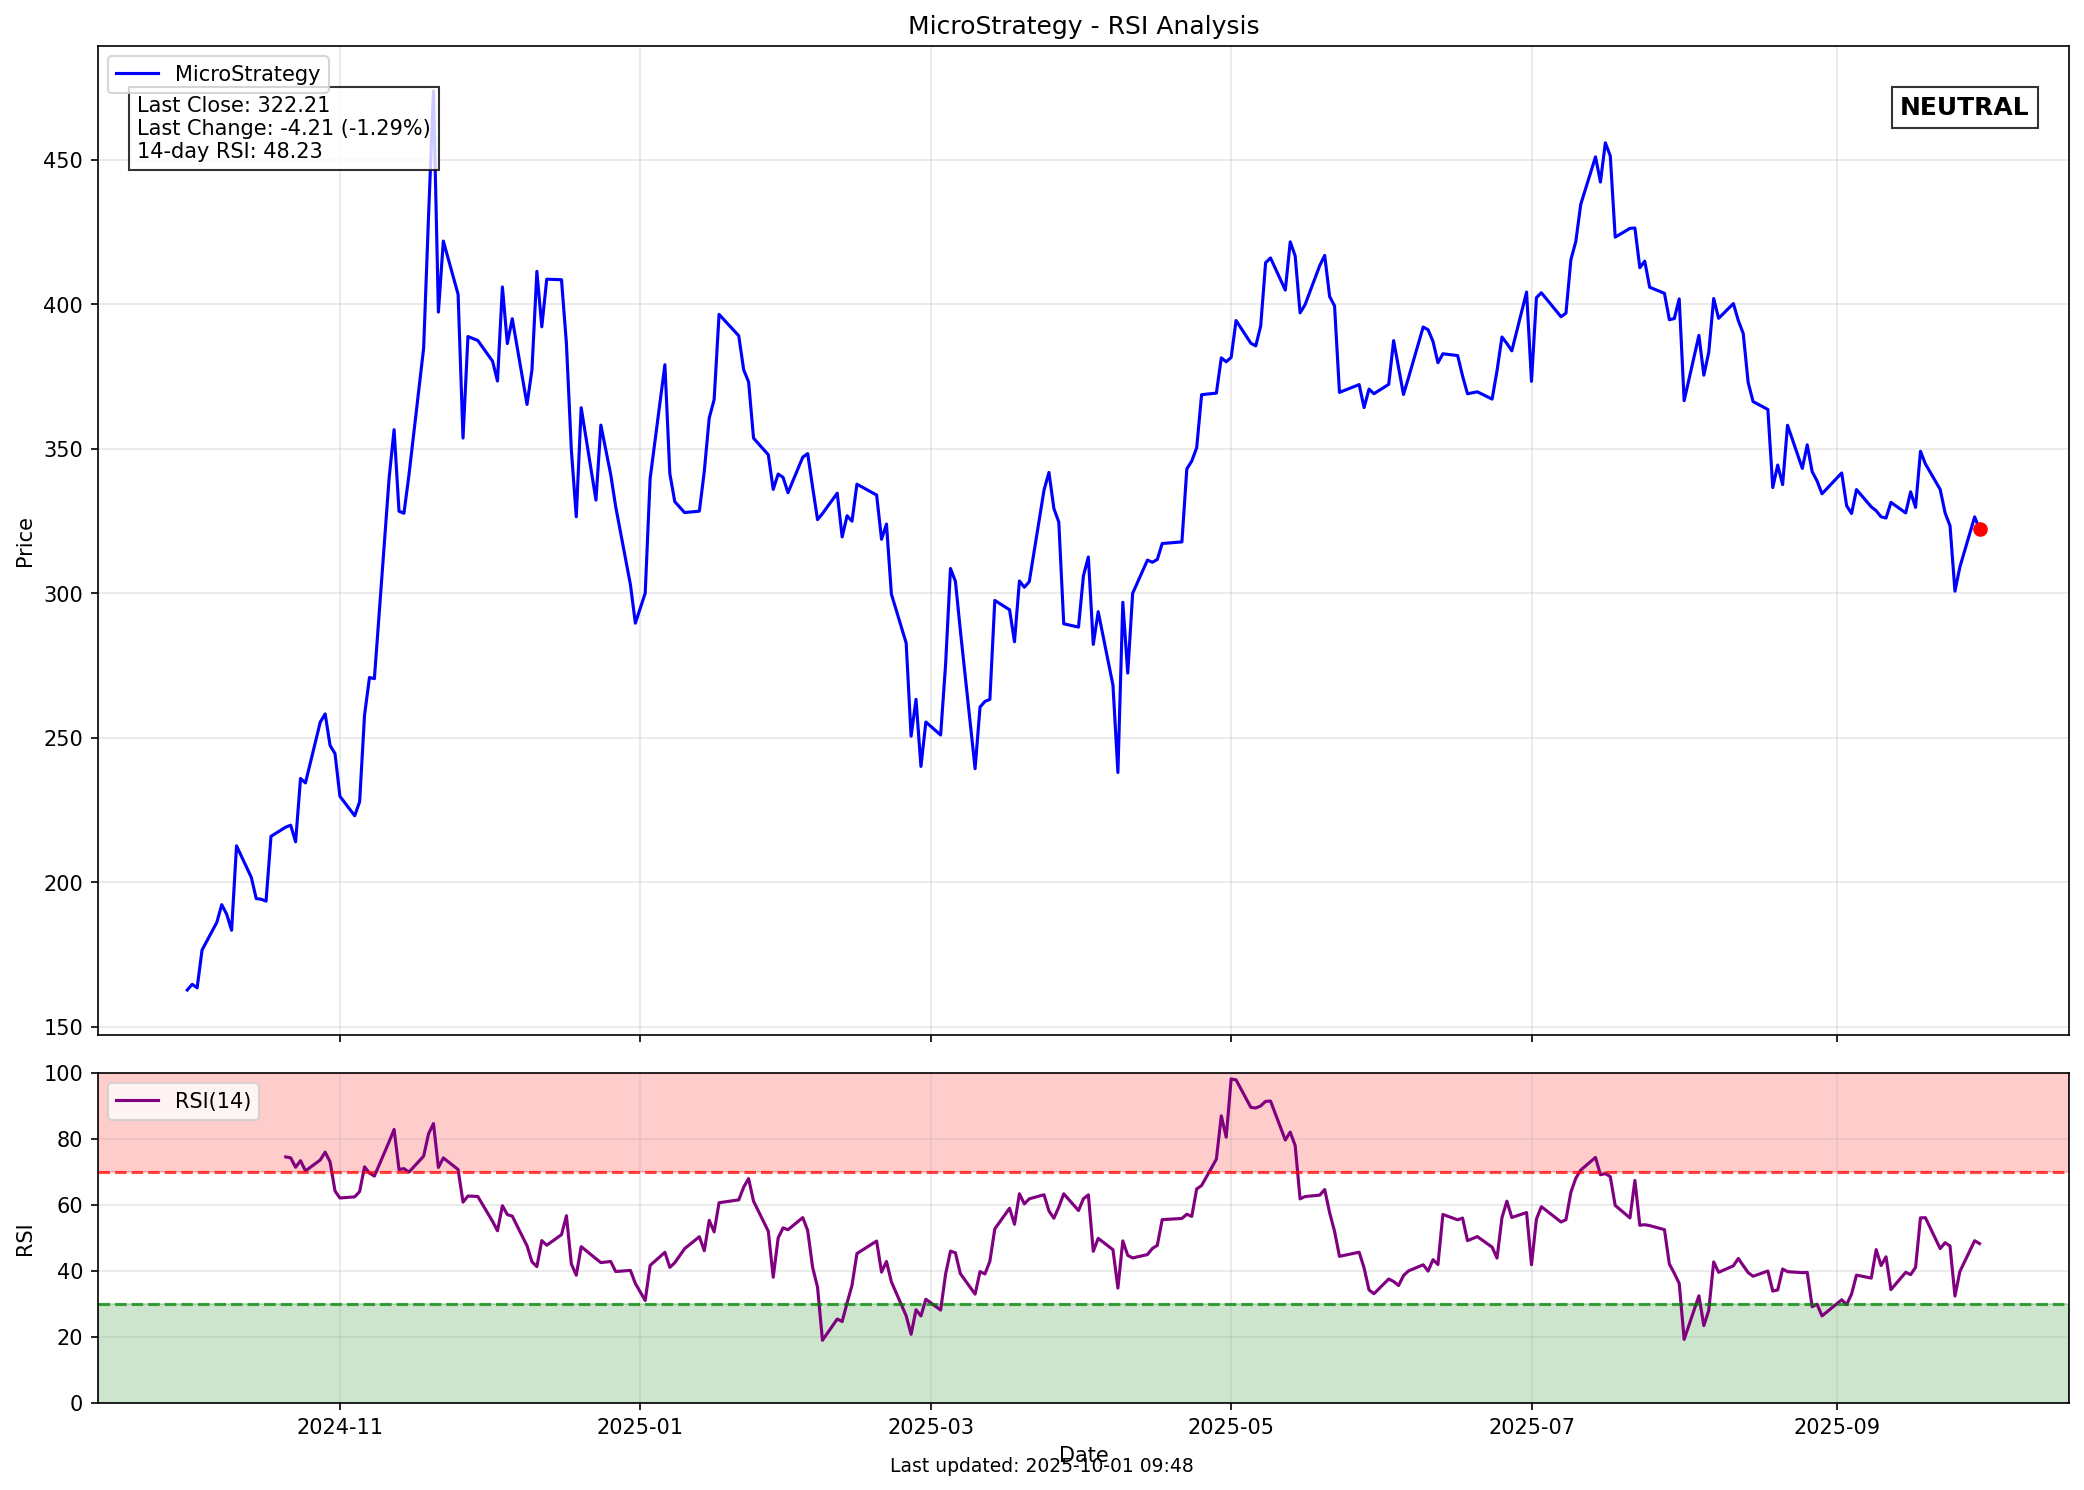 MicroStrategy - RSI Analysis
MicroStrategy
Last Close: 322.21
Last Change: -4.21 (-1.29%)
14-day RSI: 48.23
NEUTRAL
Price
450
400
350
300
250
200
150
RSI(14)
RSI
100
80
60
40
20
0
2024-11
2025-01
2025-03
2025-05
2025-07
2025-09
Date
Last updated: 2025-10-01 09:48